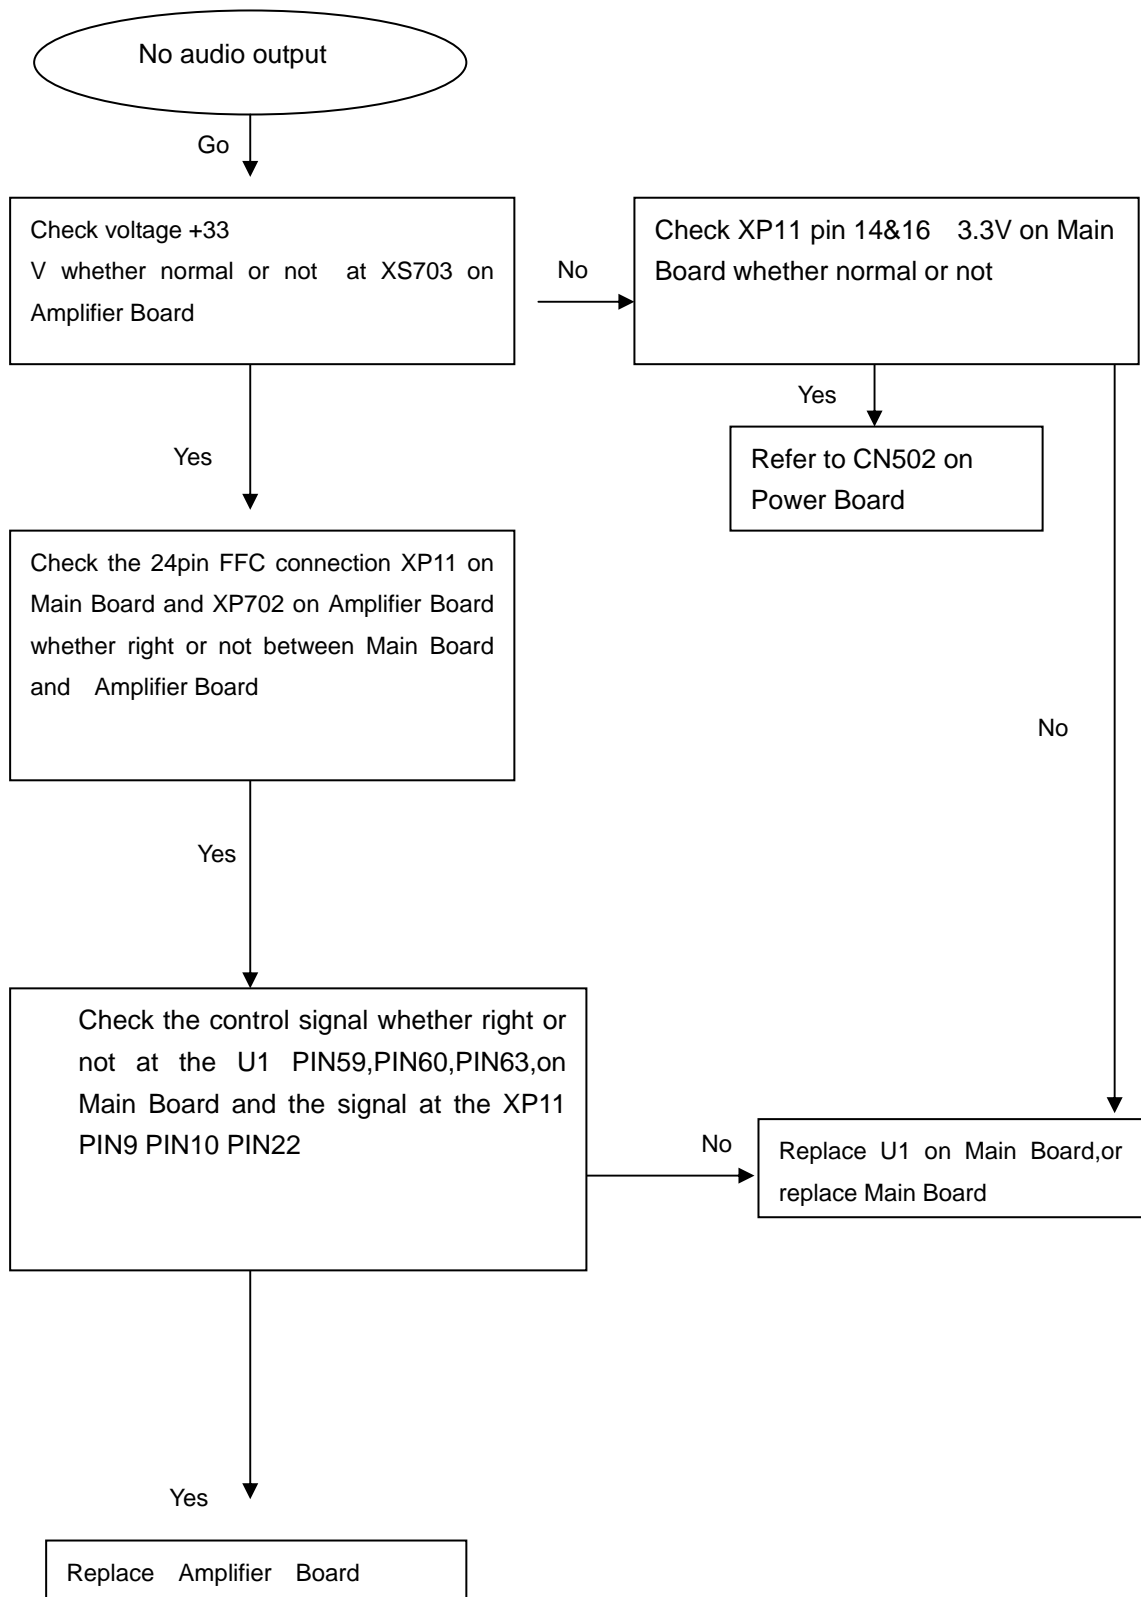 No audio output
Go
Check voltage +33
V whether normal or not at XS703 on
Amplifier Board
No
Check XP11 pin 14&16 3.3V on Main
Board whether normal or not
Yes
Refer to CN502 on
Power Board
Yes
Check the 24pin FFC connection XP11 on
Main Board and XP702 on Amplifier Board
whether right or not between Main Board
and Amplifier Board
No
Yes
Check the control signal whether right or
not at the U1 PIN59,PIN60,PIN63,on
Main Board and the signal at the XP11
PIN9 PIN10 PIN22
No
Replace U1 on Main Board,or
replace Main Board
Yes
Replace Amplifier Board